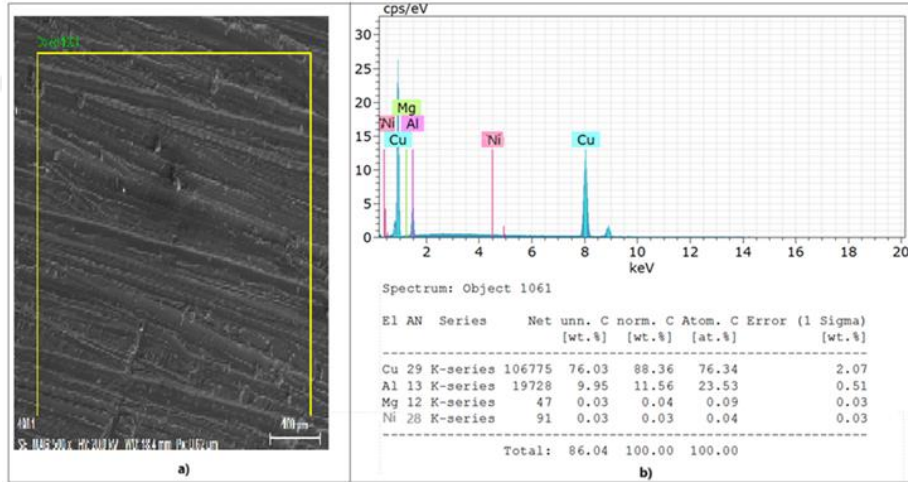 cps/eV
30
25
20
15
10
5
0
Mg
Ni Al Ni
Cu Cu
2 4 6 8 10 12 14 16 18 20
keV
Spectrum: Object 1061
El AN Series Net unn. C norm. C Atom. C Error (1 Sigma)
[wt.%] [wt.%] [at.%] [wt.%]
Cu 29 K-series 106775 76.03 88.36 76.34 2.07
Al 13 K-series 19728 9.95 11.56 23.53 0.51
Mg 12 K-series 47 0.03 0.04 0.09 0.03
Ni 28 K-series 91 0.03 0.03 0.04 0.03
Total: 86.04 100.00 100.00
400 µm
a)
b)